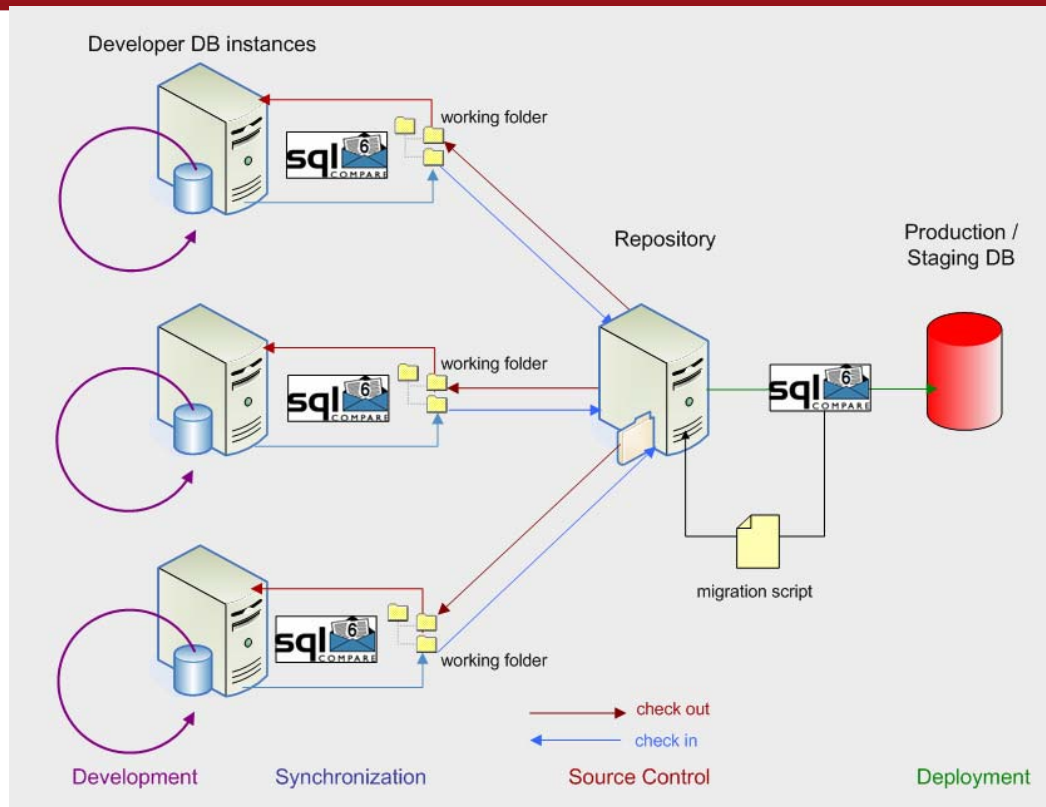 Developer DB instances
working folder
sql 6
COMPARE
Repository
Production /
Staging DB
working folder
sql 6
COMPARE
sql 6
COMPARE
migration script
sql 6
COMPARE
working folder
check out
check in
Development
Synchronization
Source Control
Deployment